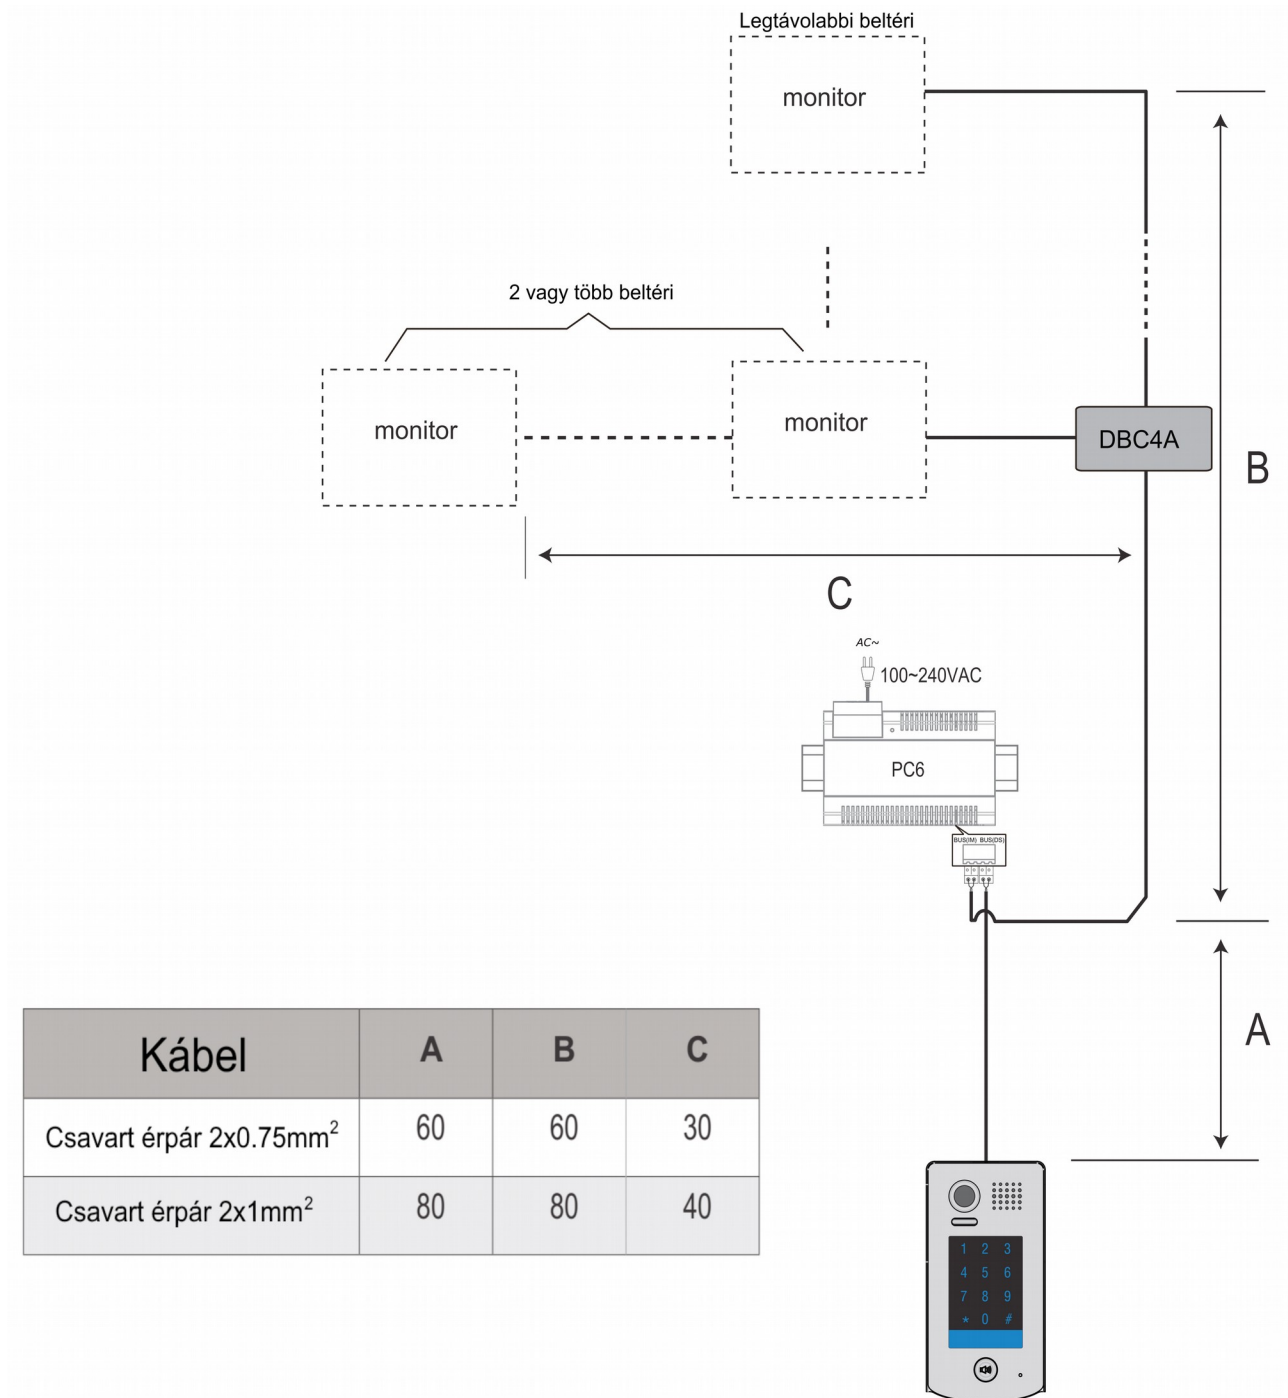 Legtávolabbi beltéri
monitor
2 vagy több beltéri
monitor
monitor
DBC4A
B
C
AC~
100~240VAC
PC6
BUS(IM) BUS(DS)
A
Kábel A B C
Csavart érpár 2x0.75mm² 60 60 30
Csavart érpár 2x1mm² 80 80 40
1 2 3
4 5 6
7 8 9
* 0 #